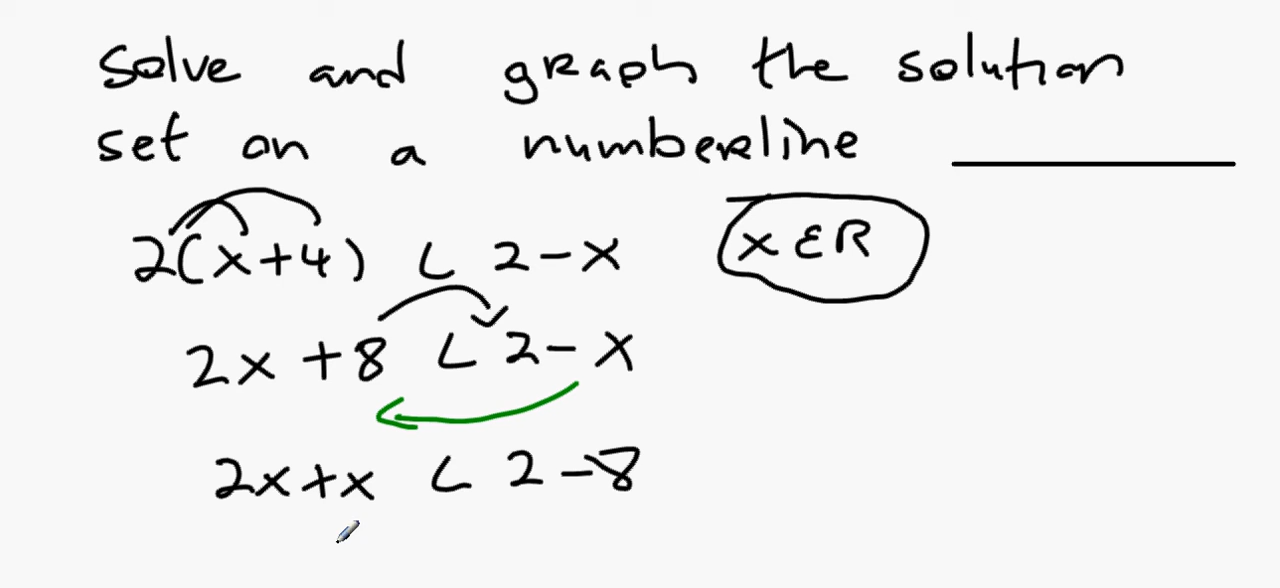 Solve and graph the solution
set on a numberline
2(x+4) < 2-x x ∈ R
2x +8 < 2-x
2x+x < 2-8